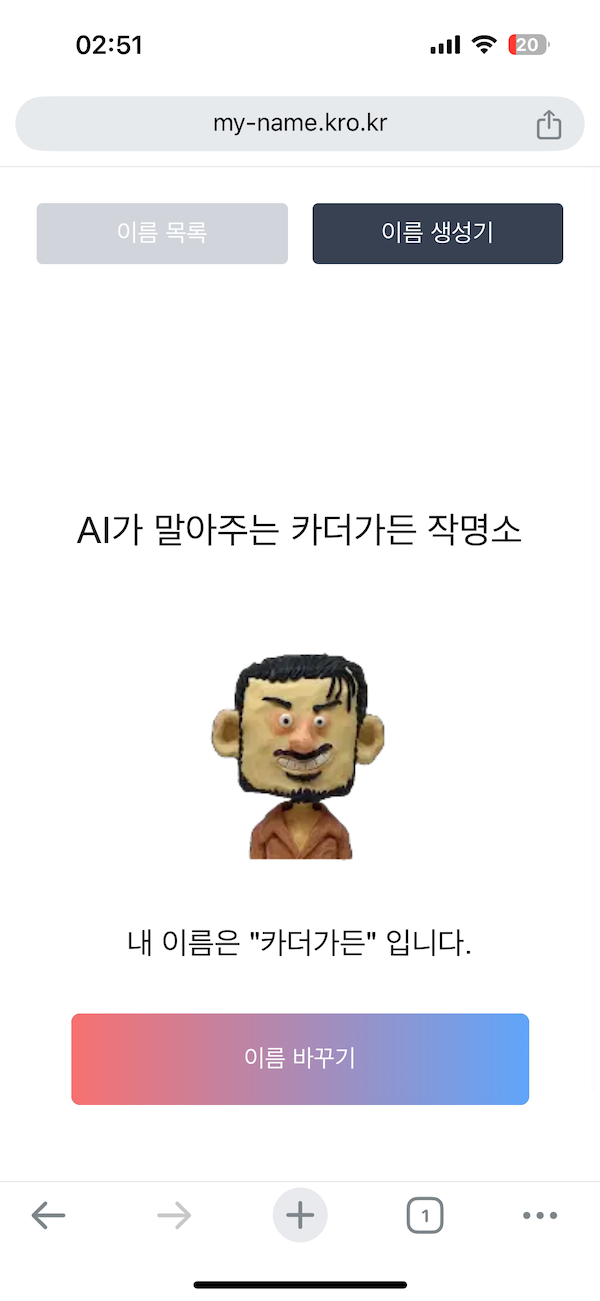 02:51
20
my-name.kro.kr
이름 목록
이름 생성기
AI가 말아주는 카더가든 작명소
내 이름은 "카더가든" 입니다.
이름 바꾸기
1